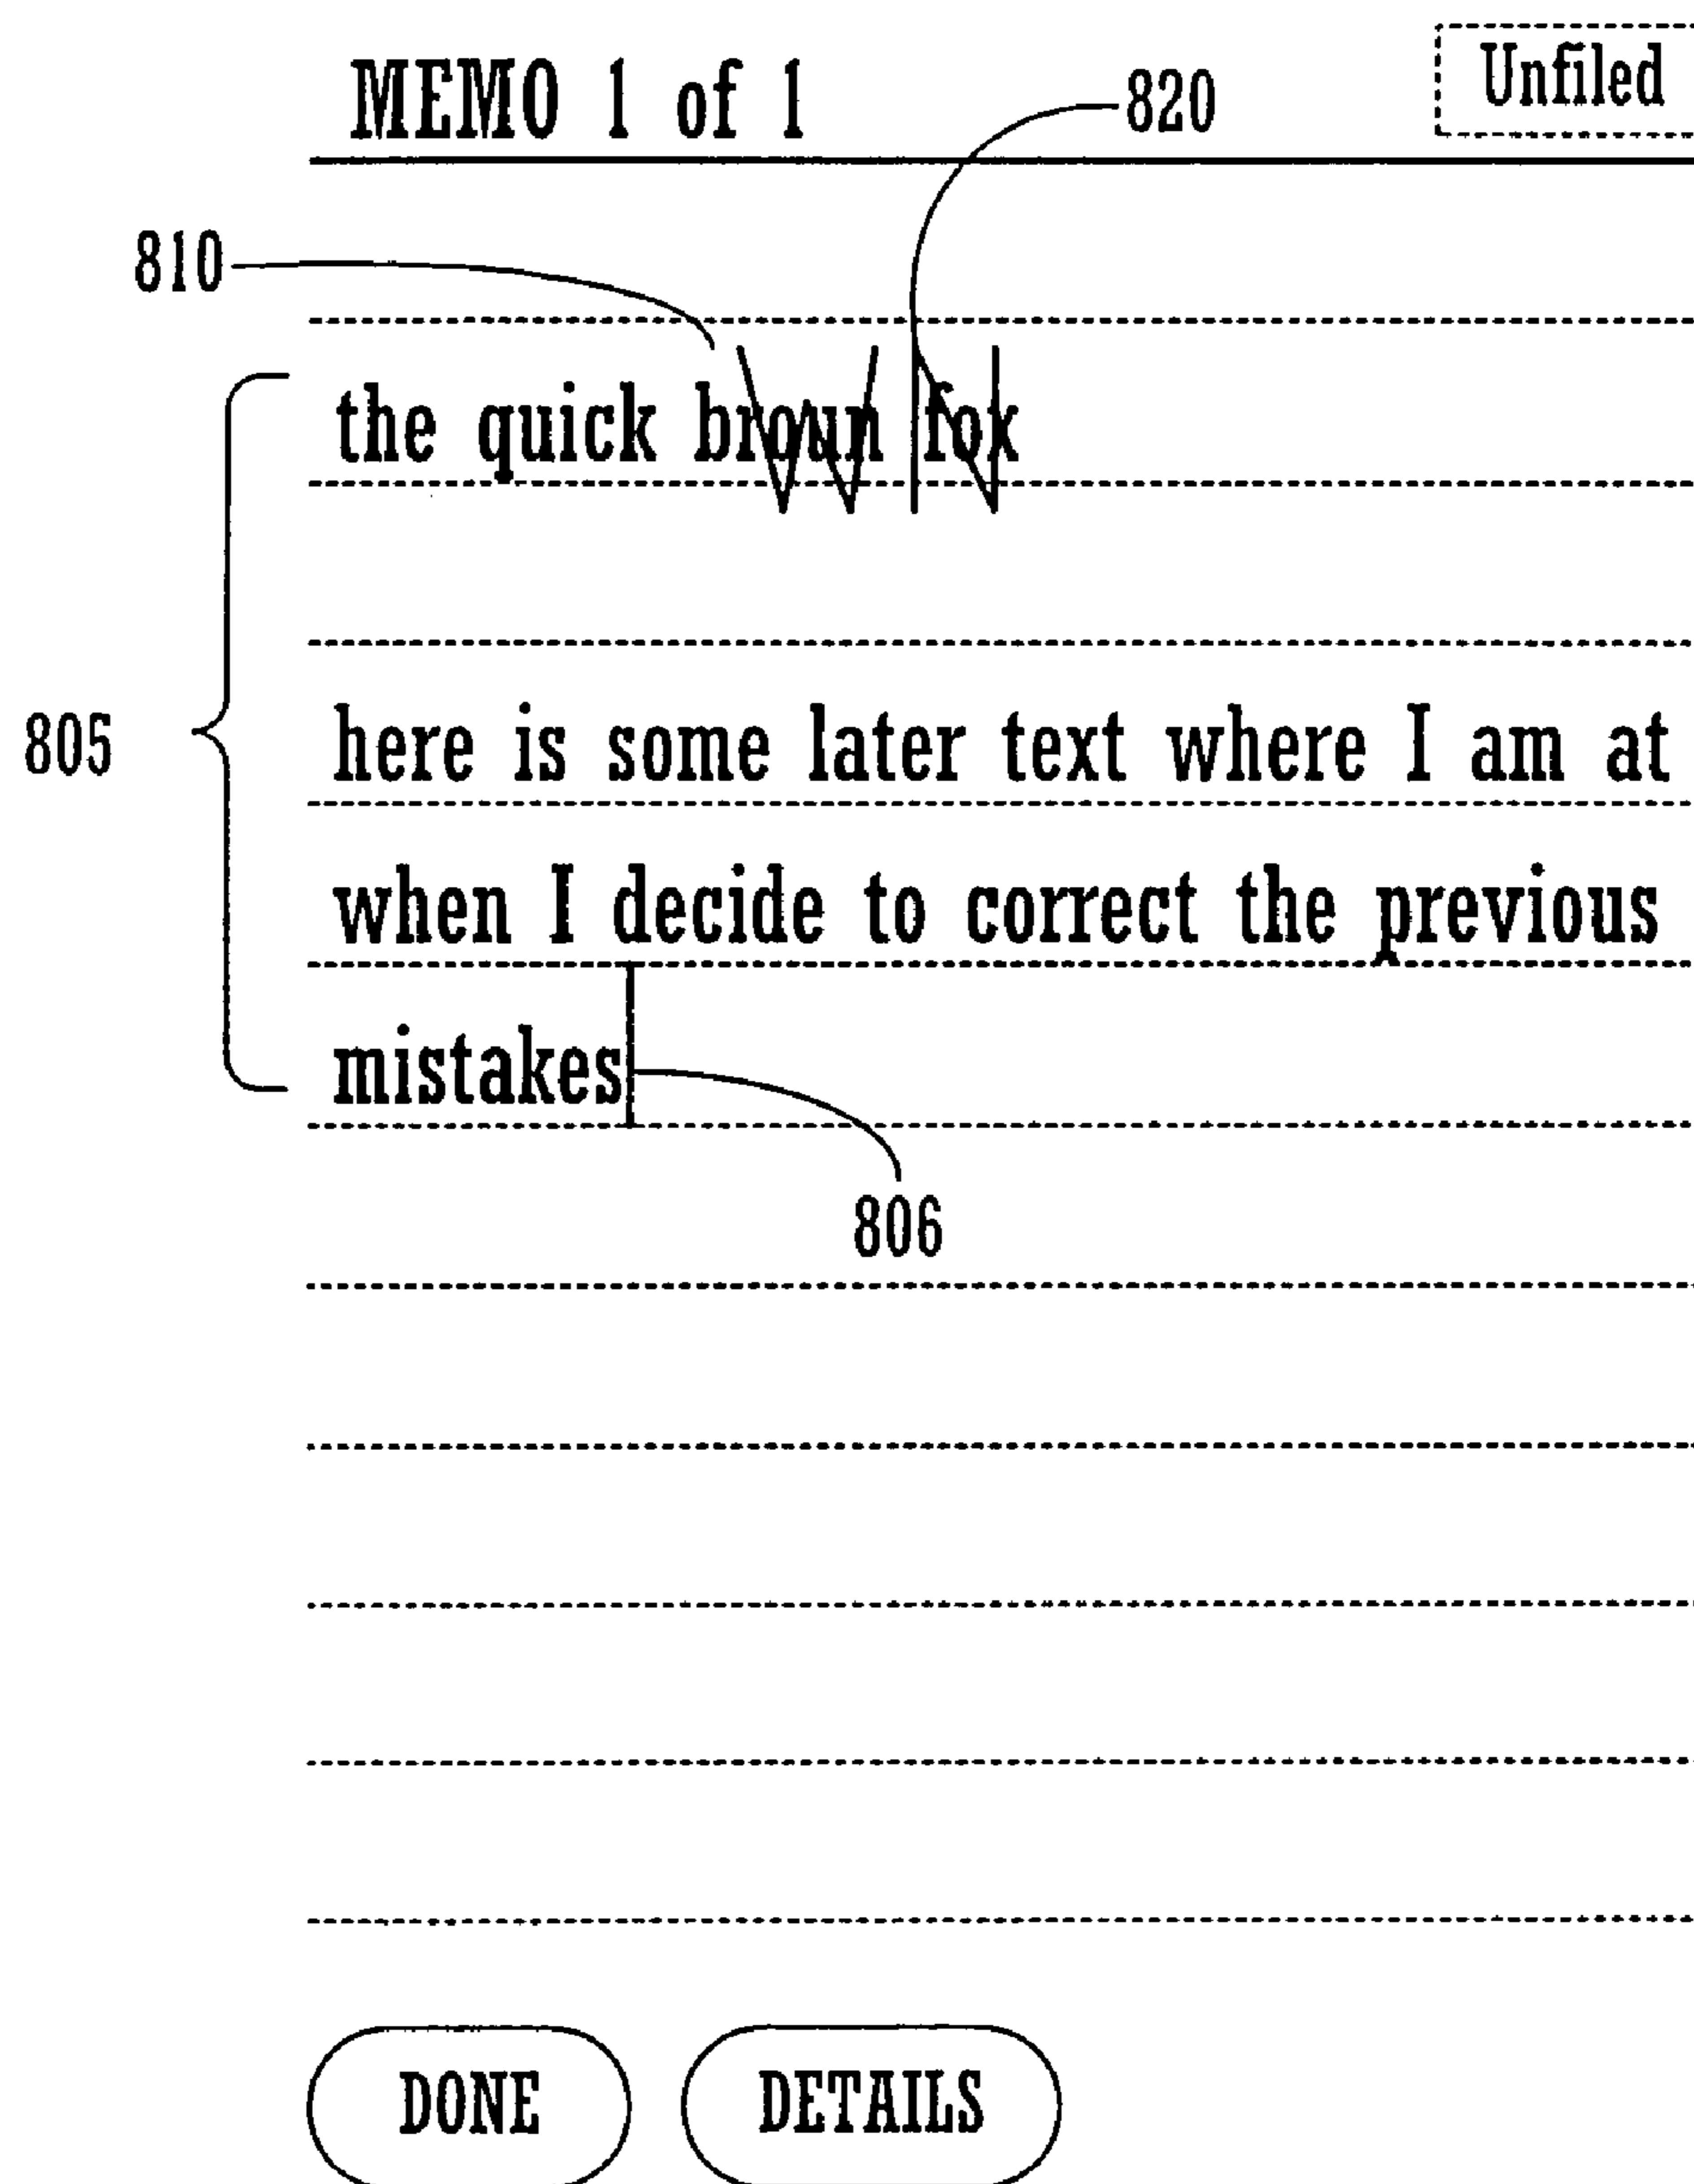 MEMO 1 of 1
Unfiled
820
810
W N
the quick broun fox
805
here is some later text where I am at
when I decide to correct the previous
mistakes
806
DONE DETAILS